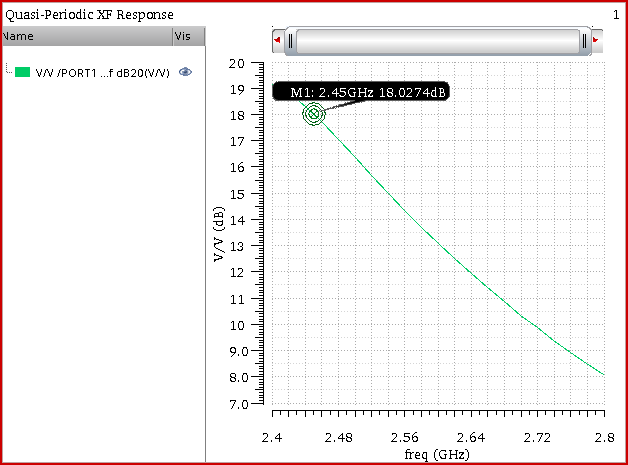 Quasi-Periodic XF Response
1
Name
Vis
V/V /PORT1 ...f dB20(V/V)
M1: 2.45GHz 18.0274dB
V/V (dB)
20
19
18
17
16
15
14
13
12
11
10
9.0
8.0
7.0
2.4 2.48 2.56 2.64 2.72 2.8
freq (GHz)